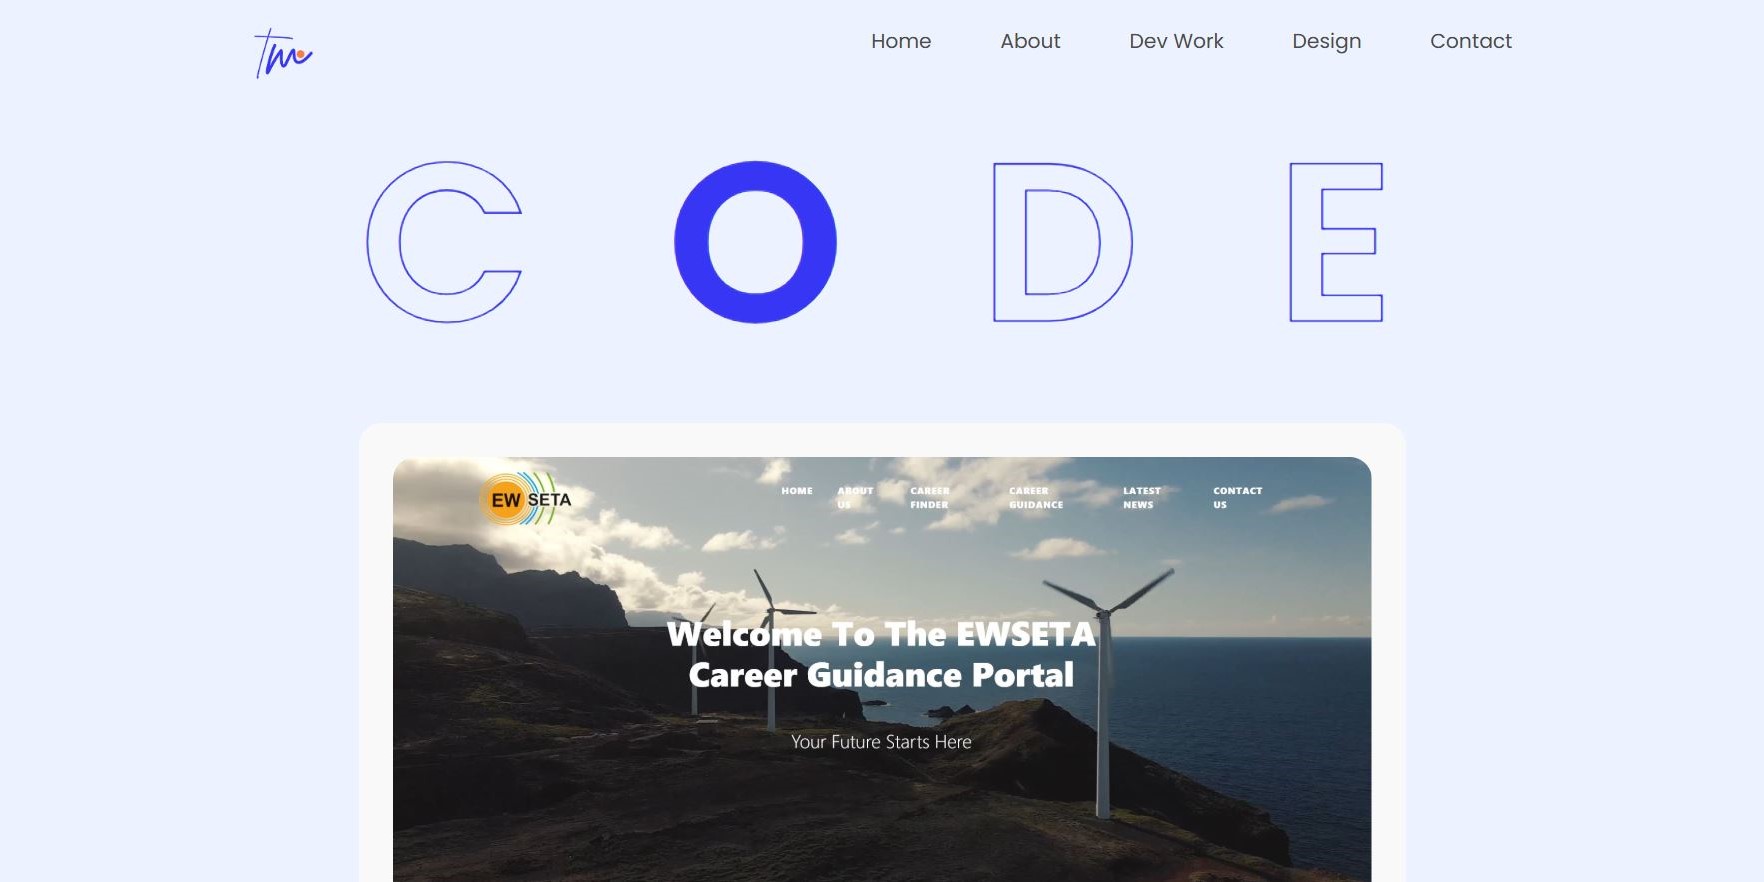 Tm
Home About Dev Work Design Contact
CODE
EW SETA
HOME ABOUT US CAREER FINDER CAREER GUIDANCE LATEST NEWS CONTACT US
Welcome To The EWSETA
Career Guidance Portal
Your Future Starts Here